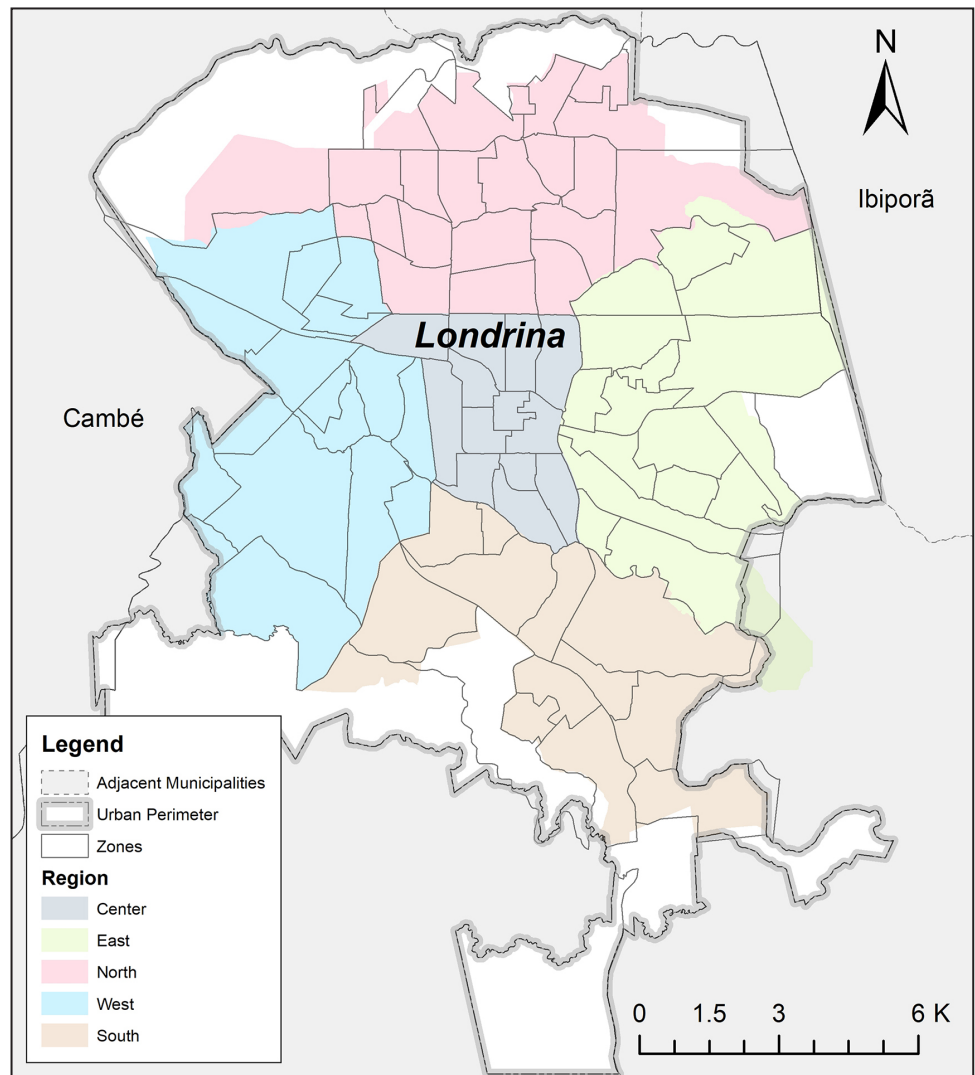 N
Ibiporã
Londrina
Cambé
Legend
Adjacent Municipalities
Urban Perimeter
Zones
Region
Center
East
North
West
South
0 1.5 3 6 K